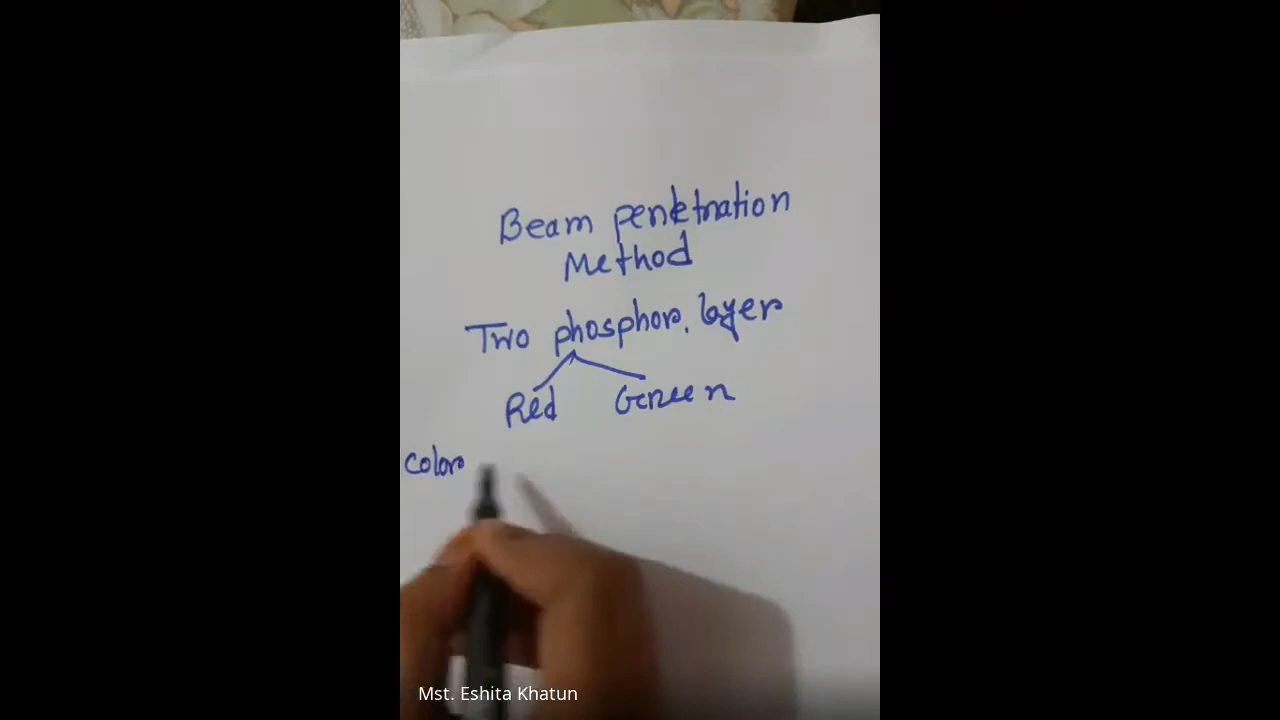 Beam penetration
Method
Two phosphor. layer
Red Green
Color
Mst. Eshita Khatun